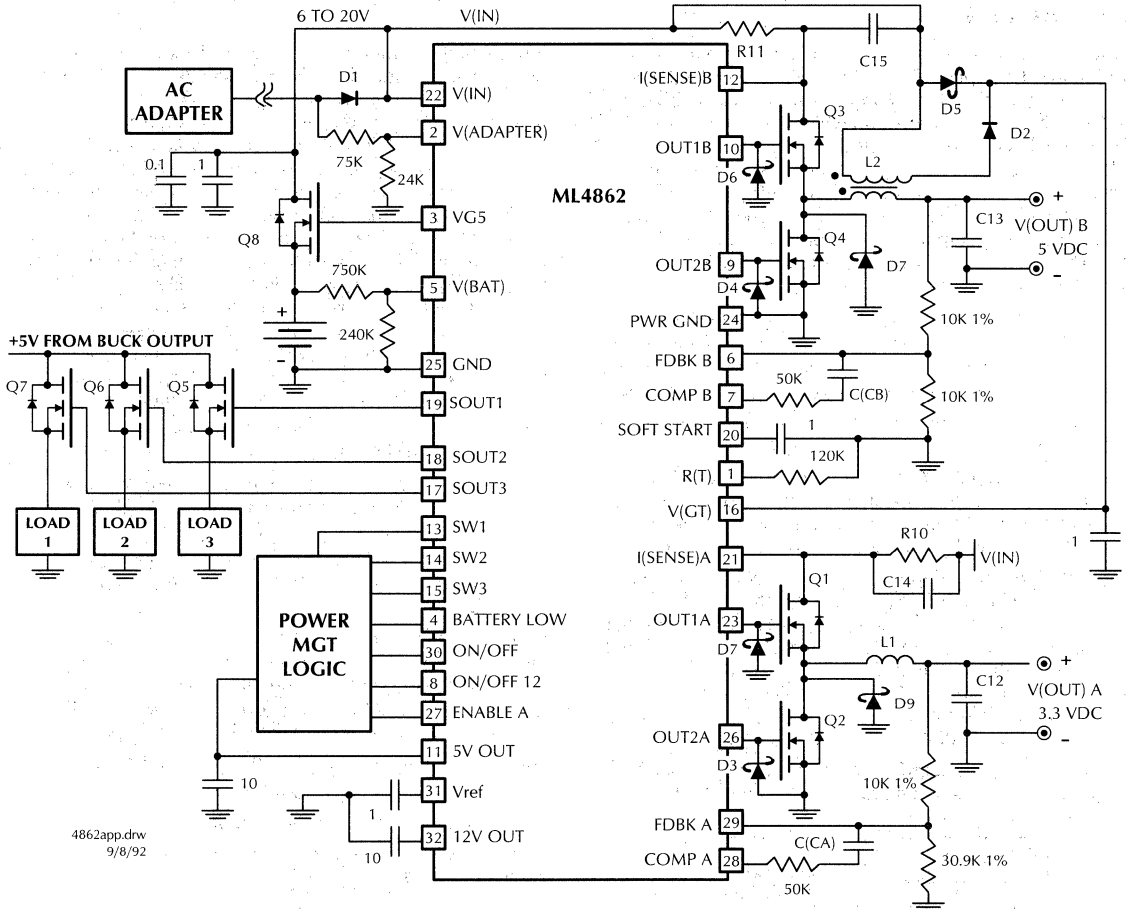 6 TO 20V
V(IN)
R11
C15
AC
ADAPTER
D1
22
V(IN)
2
V(ADAPTER)
75K
24K
0.1
1
Q8
3
VG5
750K
5
V(BAT)
+
-
240K
25
GND
+5V FROM BUCK OUTPUT
Q7
Q6
Q5
19
SOUT1
18
SOUT2
17
SOUT3
LOAD
1
LOAD
2
LOAD
3
13
SW1
14
SW2
15
SW3
4
BATTERY LOW
30
ON/OFF
8
ON/OFF 12
27
ENABLE A
POWER
MGT
LOGIC
11
5V OUT
10
31
Vref
1
32
12V OUT
10
4862app.drw
9/8/92
ML4862
I(SENSE)B
12
Q3
D5
D2
OUT1B
10
D6
L2
OUT2B
9
D4
Q4
D7
C13
+
V(OUT) B
5 VDC
-
PWR GND
24
10K 1%
FDBK B
6
50K
C(CB)
COMP B
7
10K 1%
SOFT START
20
1
120K
R(T)
1
V(GT)
16
1
I(SENSE)A
21
R10
V(IN)
C14
Q1
OUT1A
23
D7
L1
C12
+
V(OUT) A
3.3 VDC
-
D9
Q2
OUT2A
26
D3
10K 1%
FDBK A
29
C(CA)
COMP A
28
50K
30.9K 1%